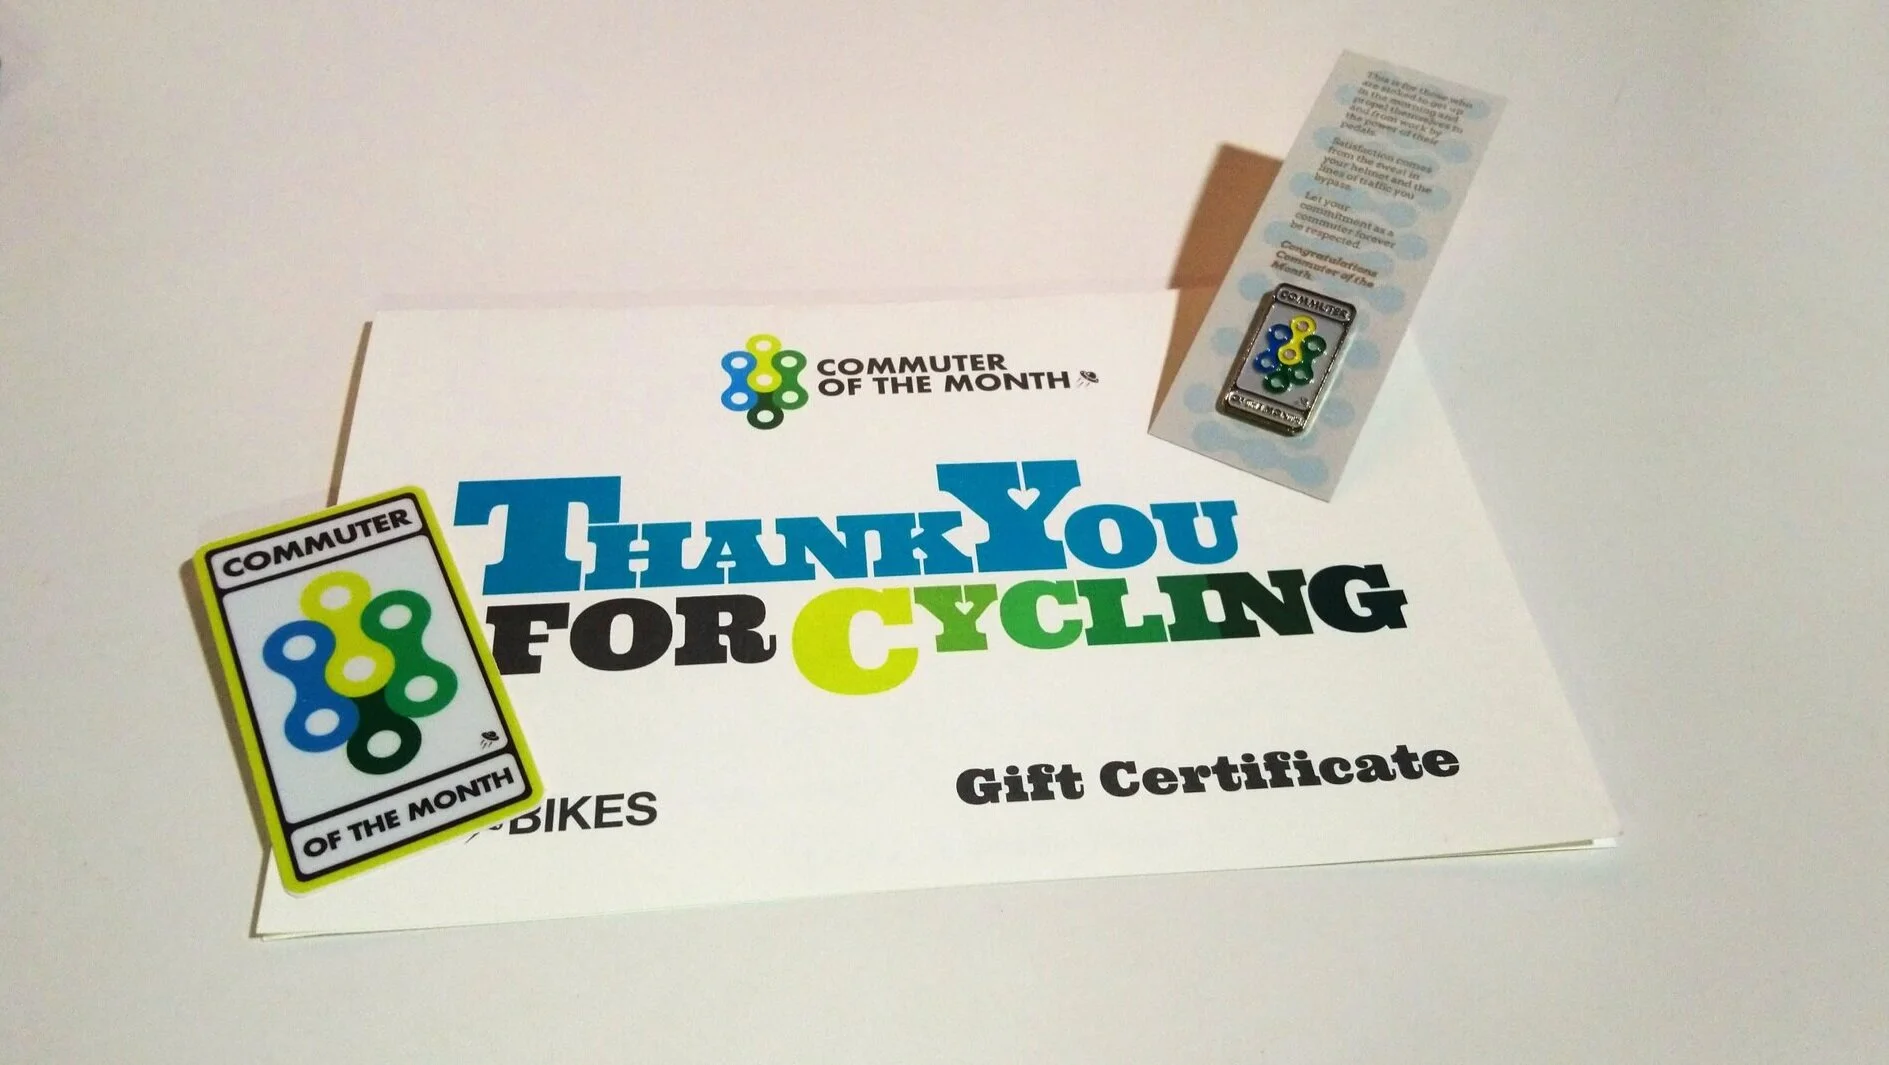 This is for those who
are stoked to get up
in the morning and
propel themselves to
and from work by
the power of their
pedals.
Satisfaction comes
from the sweat in
your helmet and the
lines of traffic you
bypass.
Let your
commitment as a
commuter forever
be respected.
Congratulations
Commuter of the
Month.
COMMUTER
OF THE MONTH
COMMUTER
OF THE MONTH
THANK YOU
FOR CYCLING
Gift Certificate
BIKES
COMMUTER
OF THE MONTH